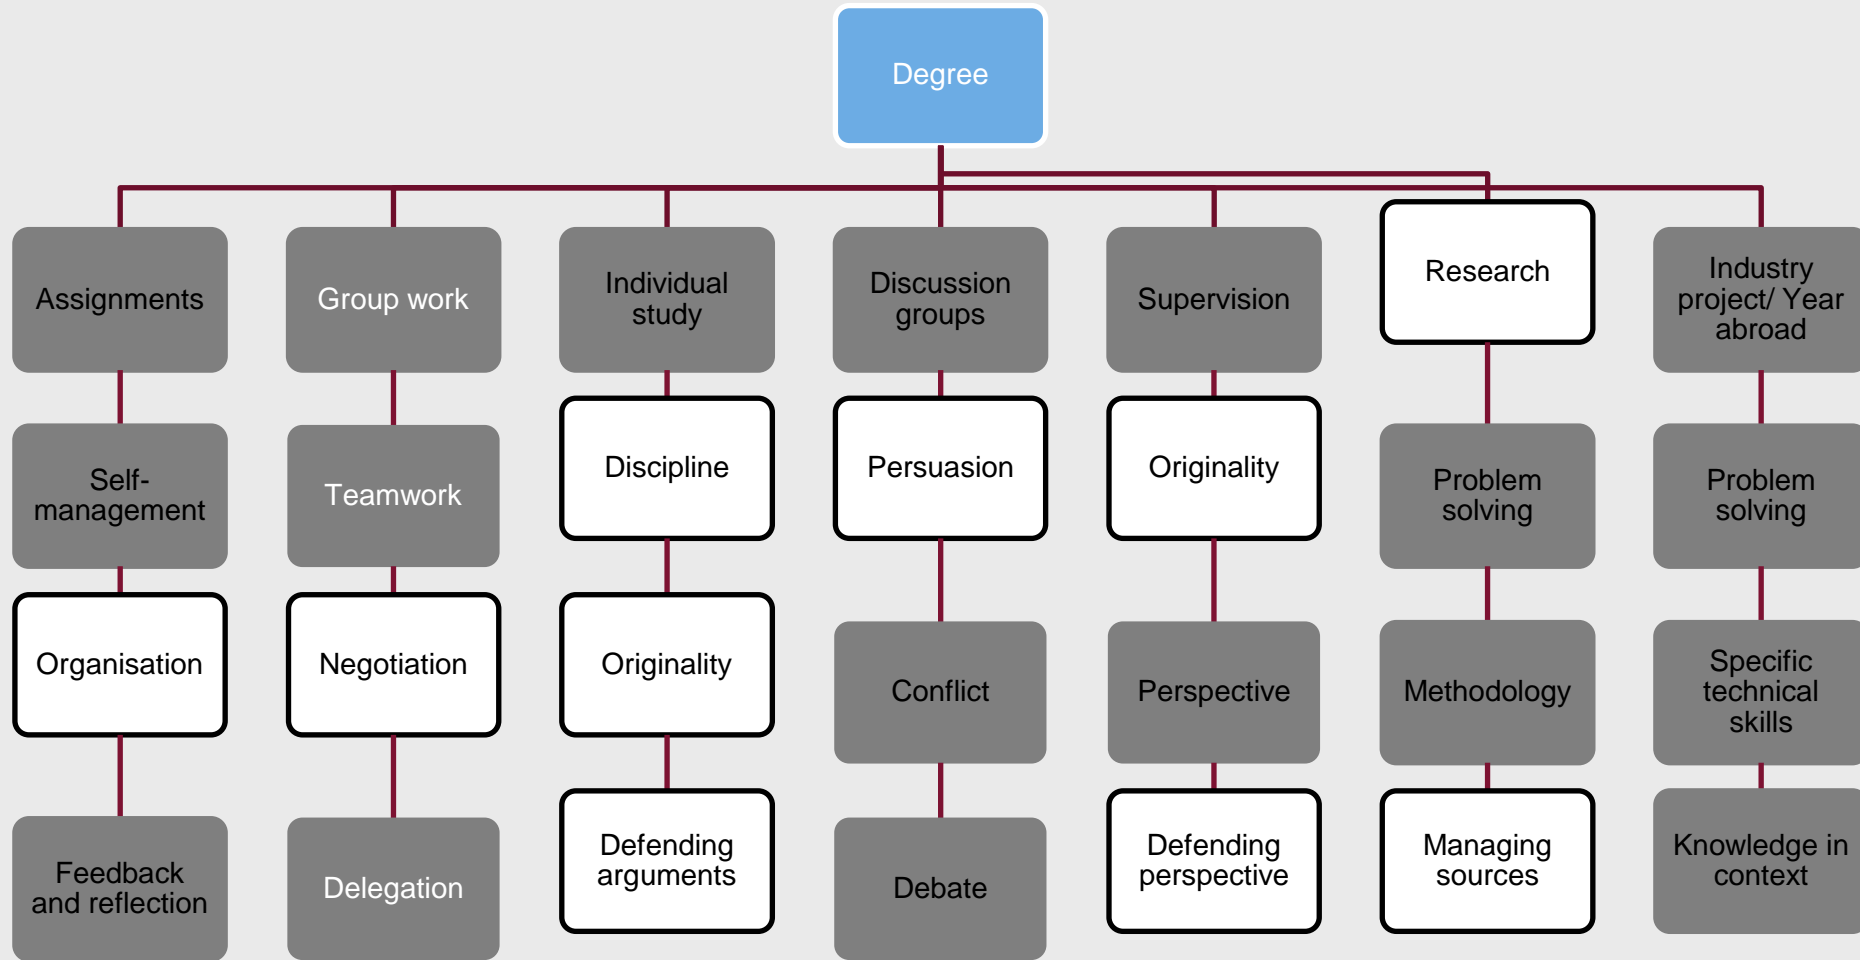 Degree
Assignments
Group work
Individual
study
Discussion
groups
Supervision
Research
Industry
project/ Year
abroad
Self-
management
Teamwork
Discipline
Persuasion
Originality
Problem
solving
Problem
solving
Organisation
Negotiation
Originality
Conflict
Perspective
Methodology
Specific
technical
skills
Feedback
and reflection
Delegation
Defending
arguments
Debate
Defending
perspective
Managing
sources
Knowledge in
context